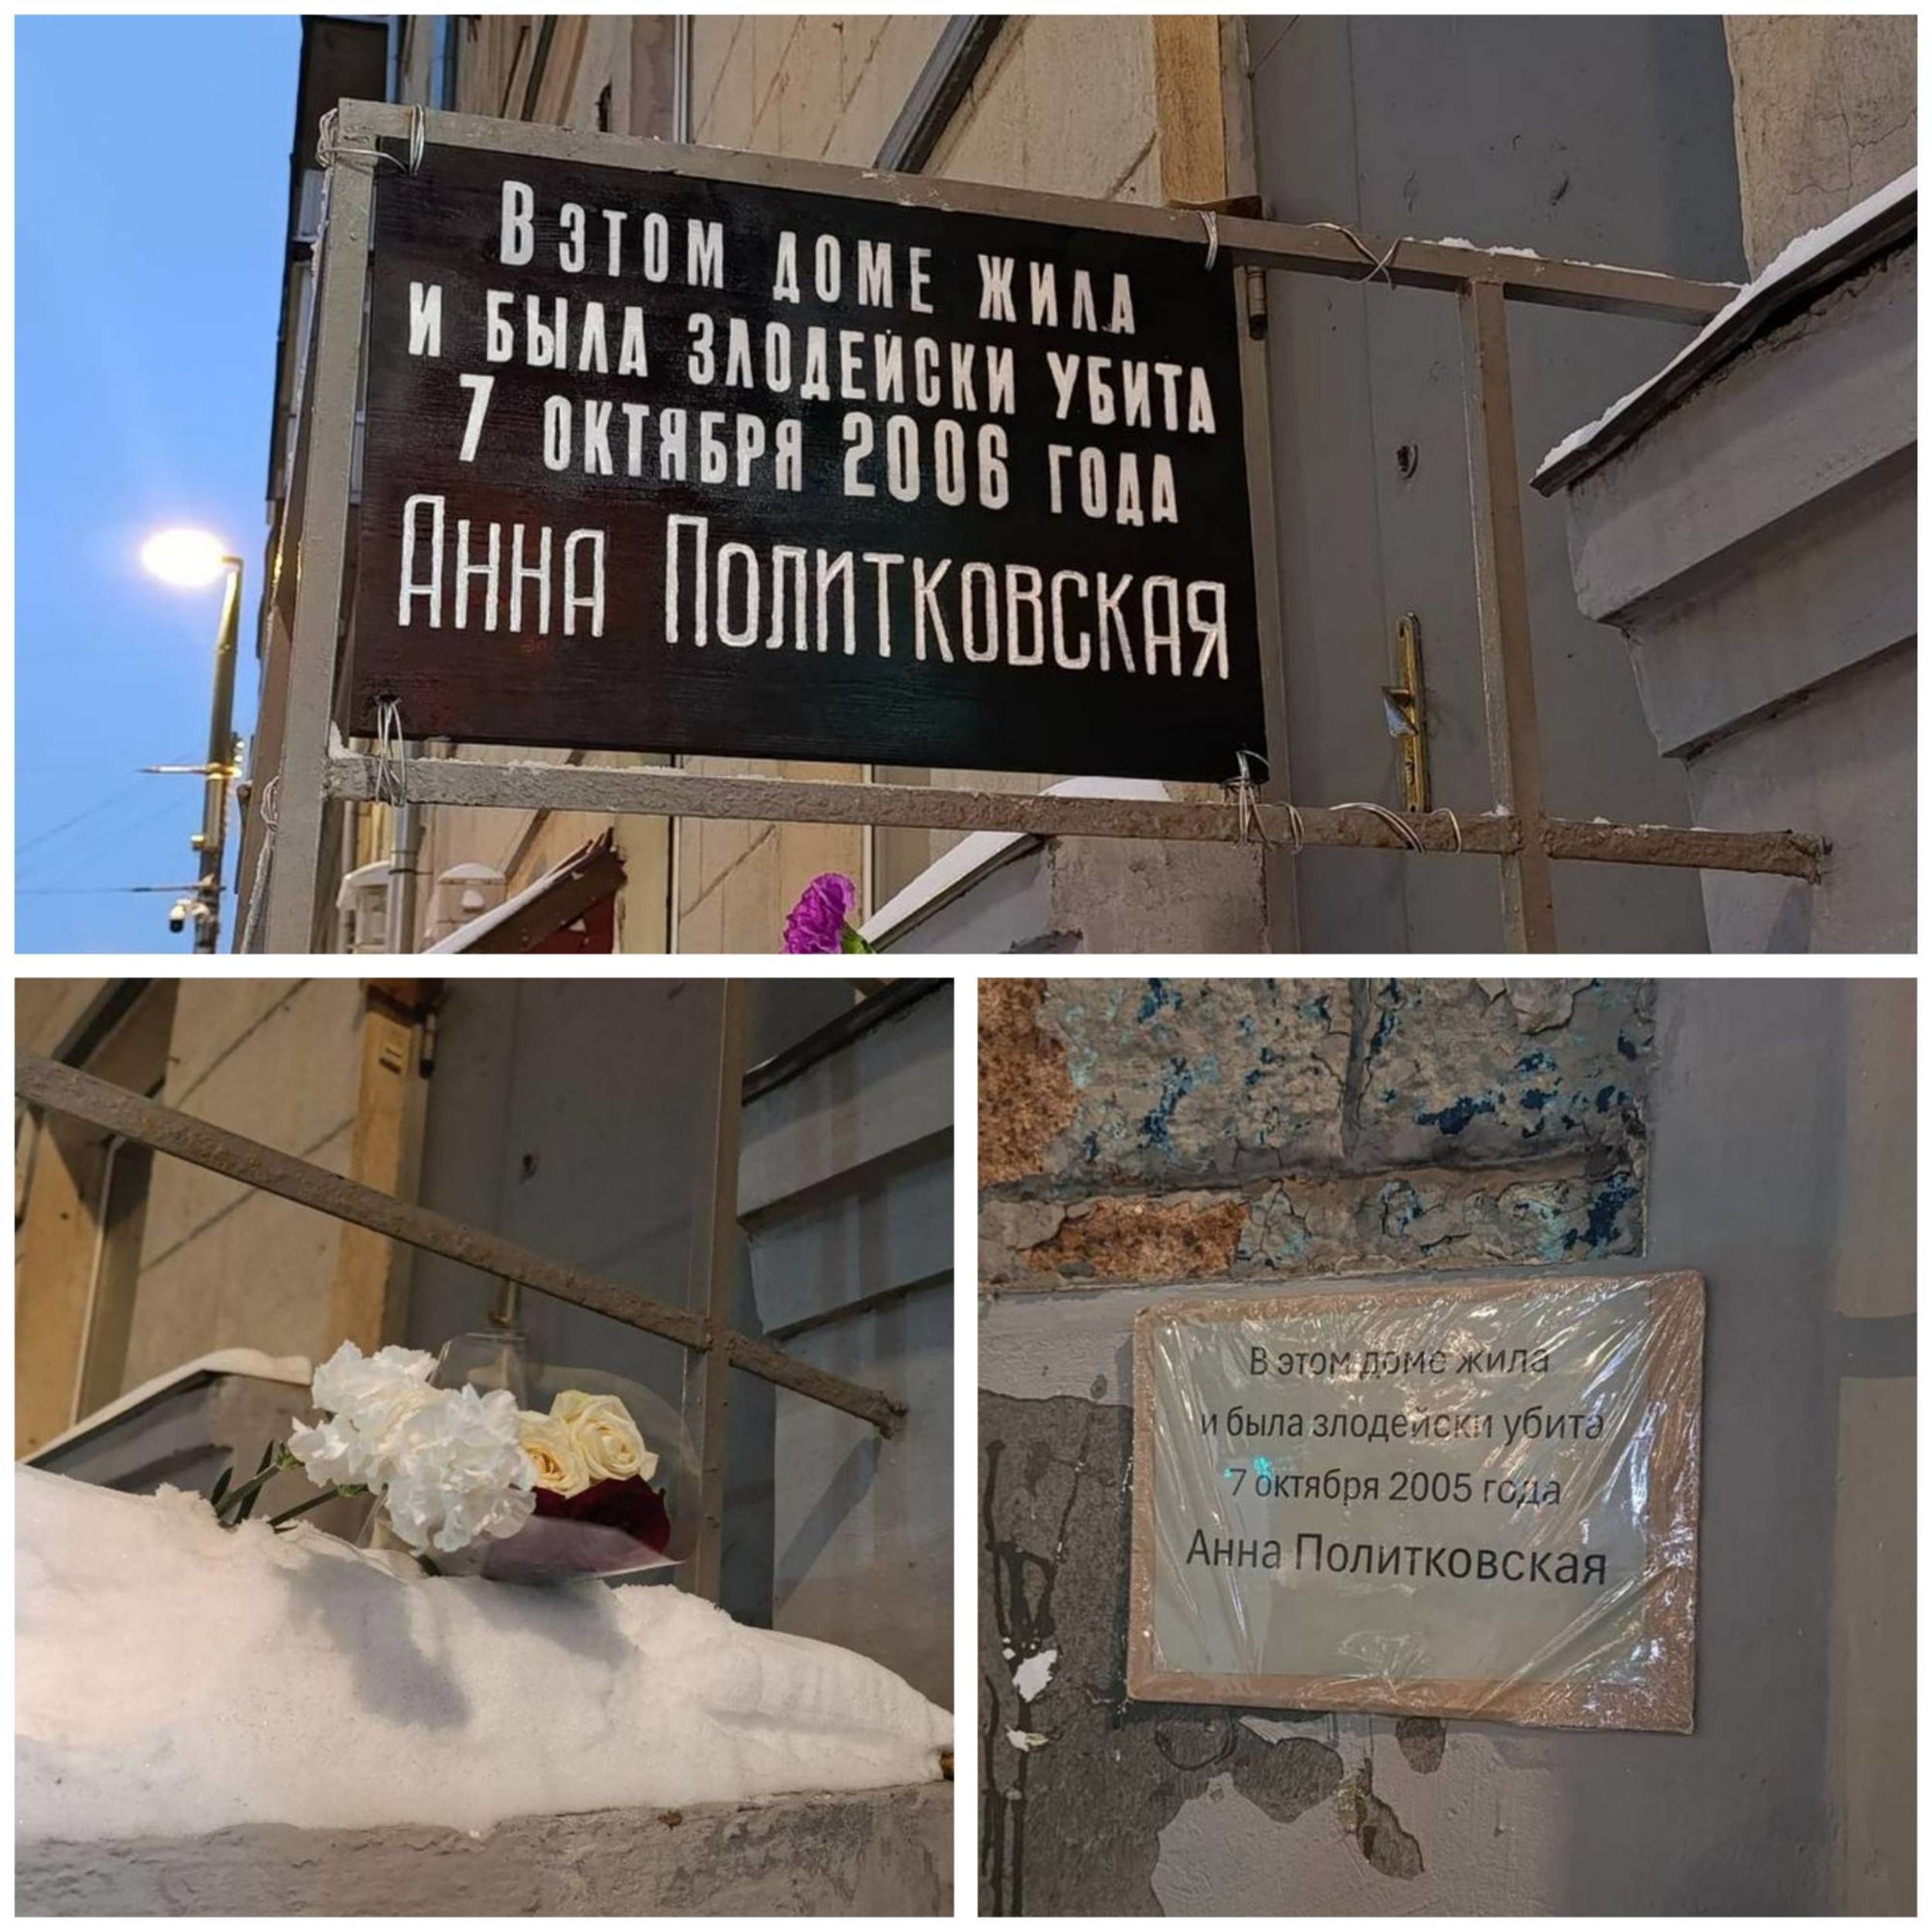 В ЭТОМ ДОМЕ ЖИЛА
И БЫЛА ЗЛОДЕЙСКИ УБИТА
7 ОКТЯБРЯ 2006 ГОДА
АННА ПОЛИТКОВСКАЯ
В этом доме жила
и была злодейски убита
7 октября 2005 года
Анна Политковская